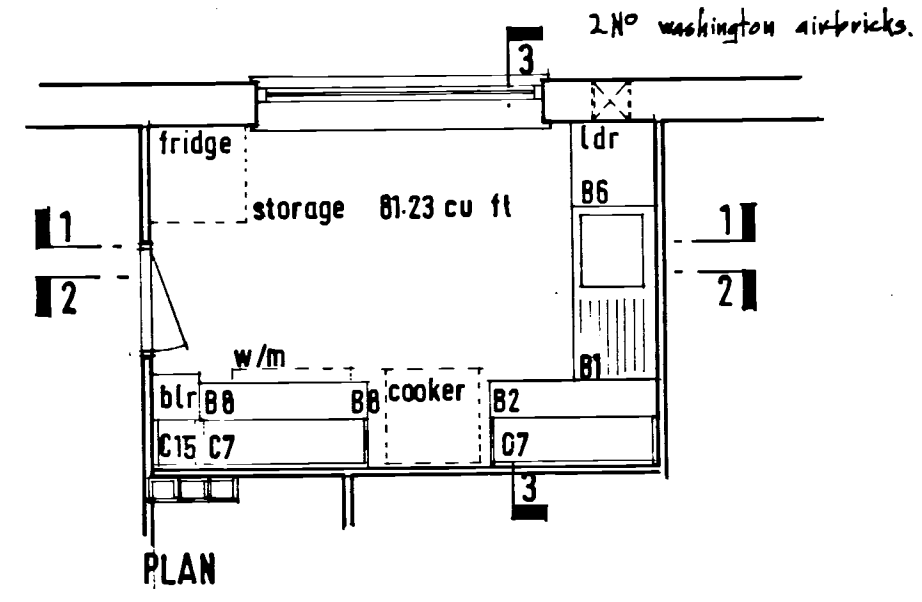 2Nº washington airbricks.
3
fridge
ldr
B6
storage 81.23 cu ft
1
1
2
2
w/m
B1
blr B8
B8 cooker
B2
C15 C7
C7
3
PLAN